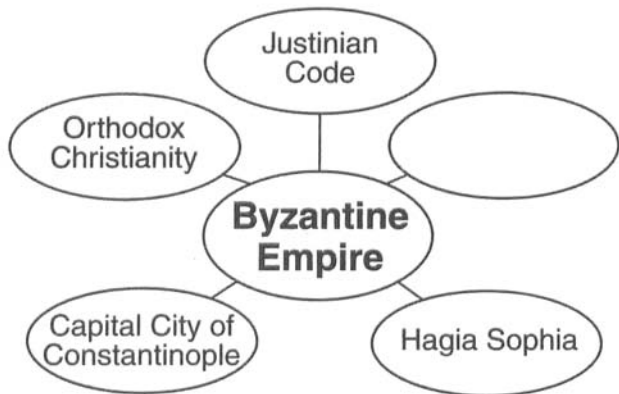 Justinian
Code
Orthodox
Christianity
Byzantine
Empire
Capital City of
Constantinople
Hagia Sophia